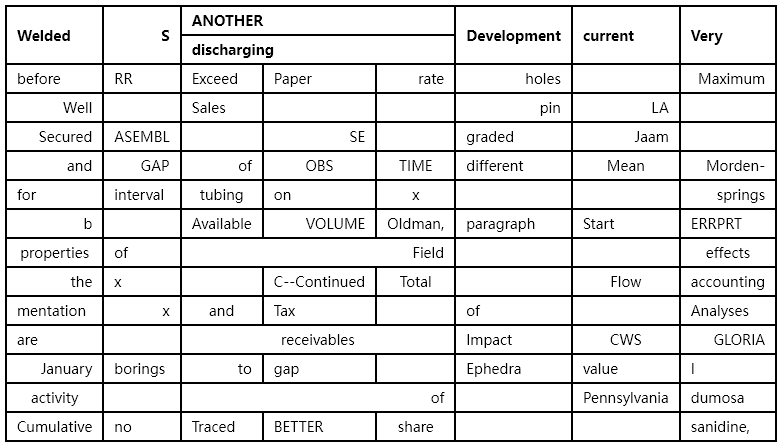 Welded S ANOTHER Development current Very
discharging
before RR Exceed Paper rate holes Maximum
Well Sales pin LA
Secured ASEMBL SE graded Jaam
and GAP of OBS TIME different Mean Morden-
for interval tubing on x springs
b Available VOLUME Oldman, paragraph Start ERRPRT
properties of Field effects
the x C--Continued Total Flow accounting
mentation x and Tax of Analyses
are receivables Impact CWS GLORIA
January borings to gap Ephedra value I
activity of Pennsylvania dumosa
Cumulative no Traced BETTER share sanidine,